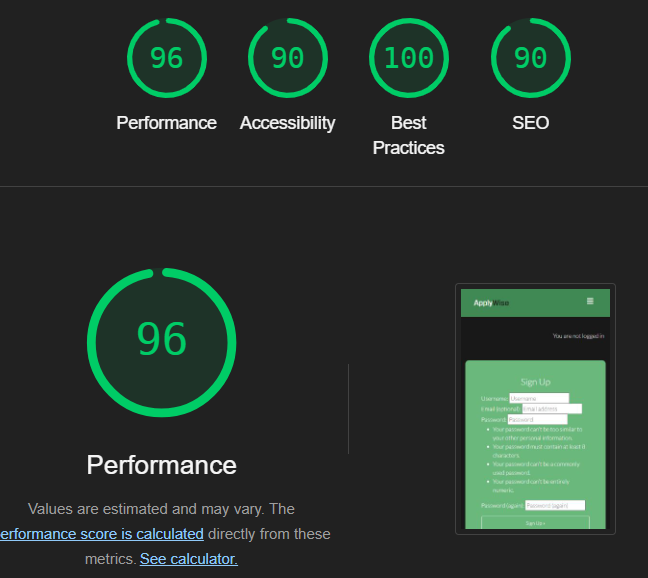 96 90 100 90
Performance Accessibility Best Practices SEO
96
Performance
Values are estimated and may vary. The
erformance score is calculated directly from these
metrics. See calculator.
ApplyWise
You are not logged in
Sign Up
Username: Username
Email (optional): Email address
Password: Password
Your password can't be too similar to
your other personal information.
Your password must contain at least 8
characters.
Your password can't be a commonly
used password.
Your password can't be entirely
numeric.
Password (again): Password (again)
Sign Up »